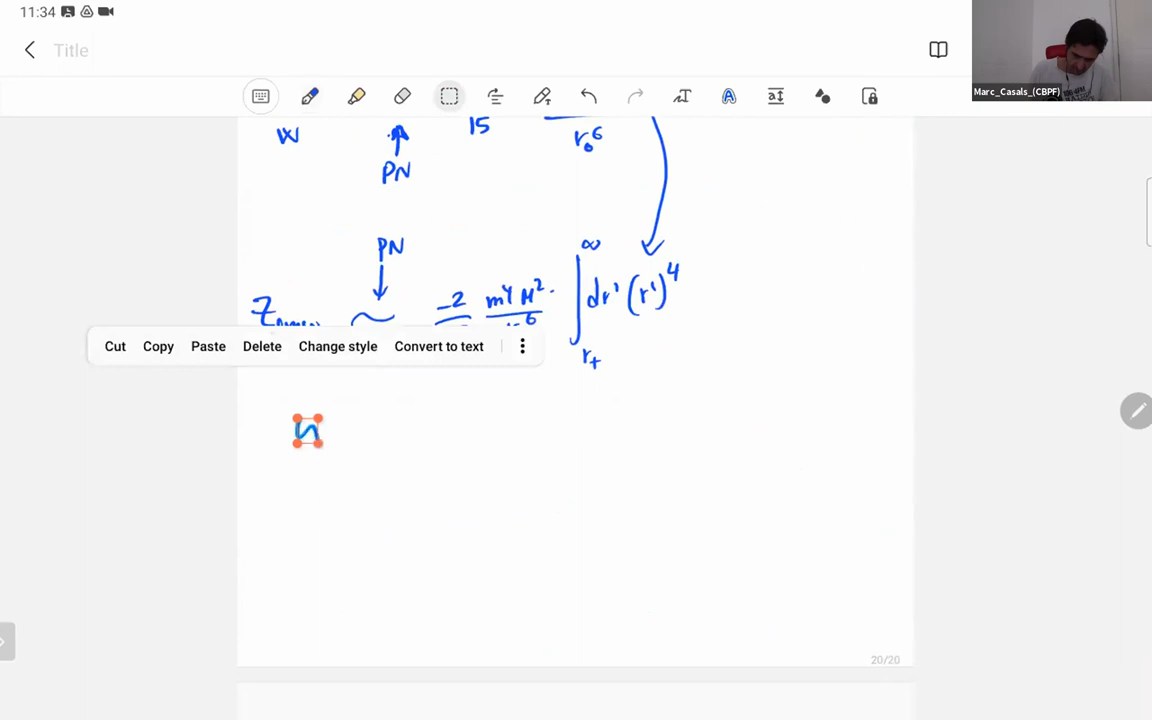 11:34
Title
Marc_Casals_(CBPF)
W
15
r₀⁶
PN
PN
-2 m⁴ M² · ∫ dr' (r')⁴
∞
r₊
Cut Copy Paste Delete Change style Convert to text
n
20/20